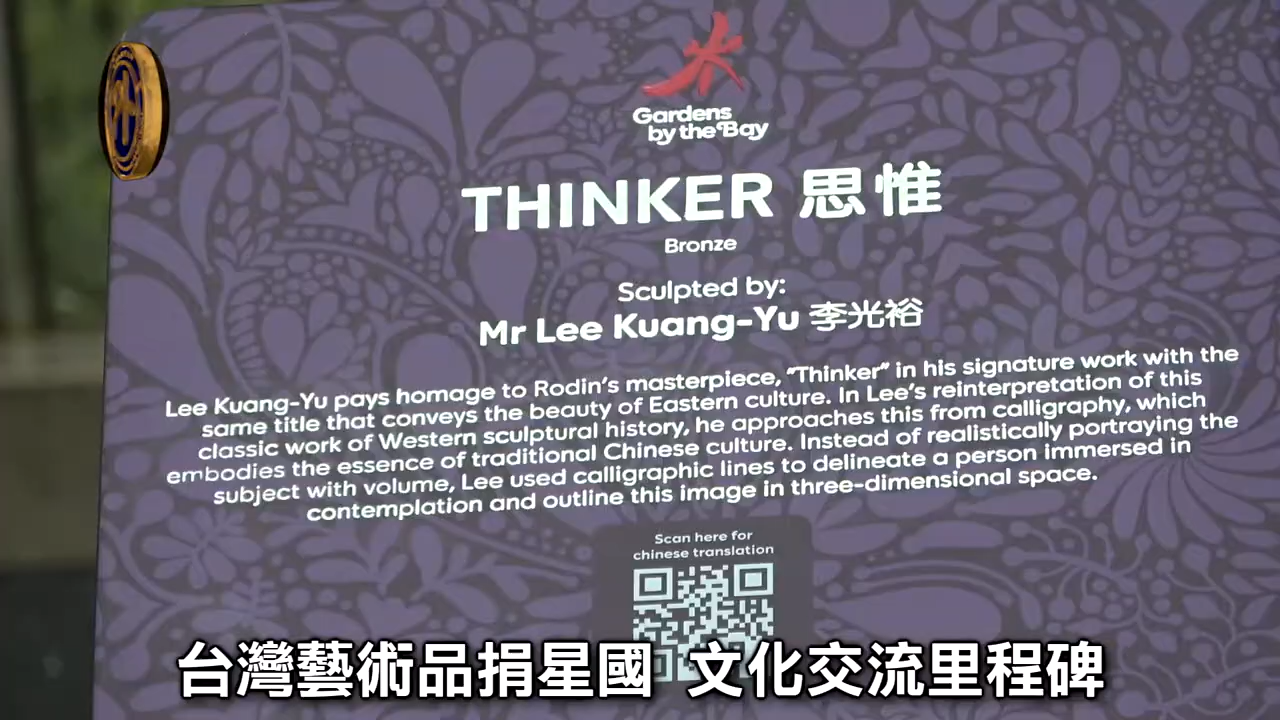 Gardens
by the Bay
THINKER 思惟
Bronze
Sculpted by:
Mr Lee Kuang-Yu 李光裕
Lee Kuang-Yu pays homage to Rodin's masterpiece, "Thinker" in his signature work with the
same title that conveys the beauty of Eastern culture. In Lee's reinterpretation of this
classic work of Western sculptural history, he approaches this from calligraphy, which
embodies the essence of traditional Chinese culture. Instead of realistically portraying the
subject with volume, Lee used calligraphic lines to delineate a person immersed in
contemplation and outline this image in three-dimensional space.
Scan here for
chinese translation
台灣藝術品捐星國 文化交流里程碑